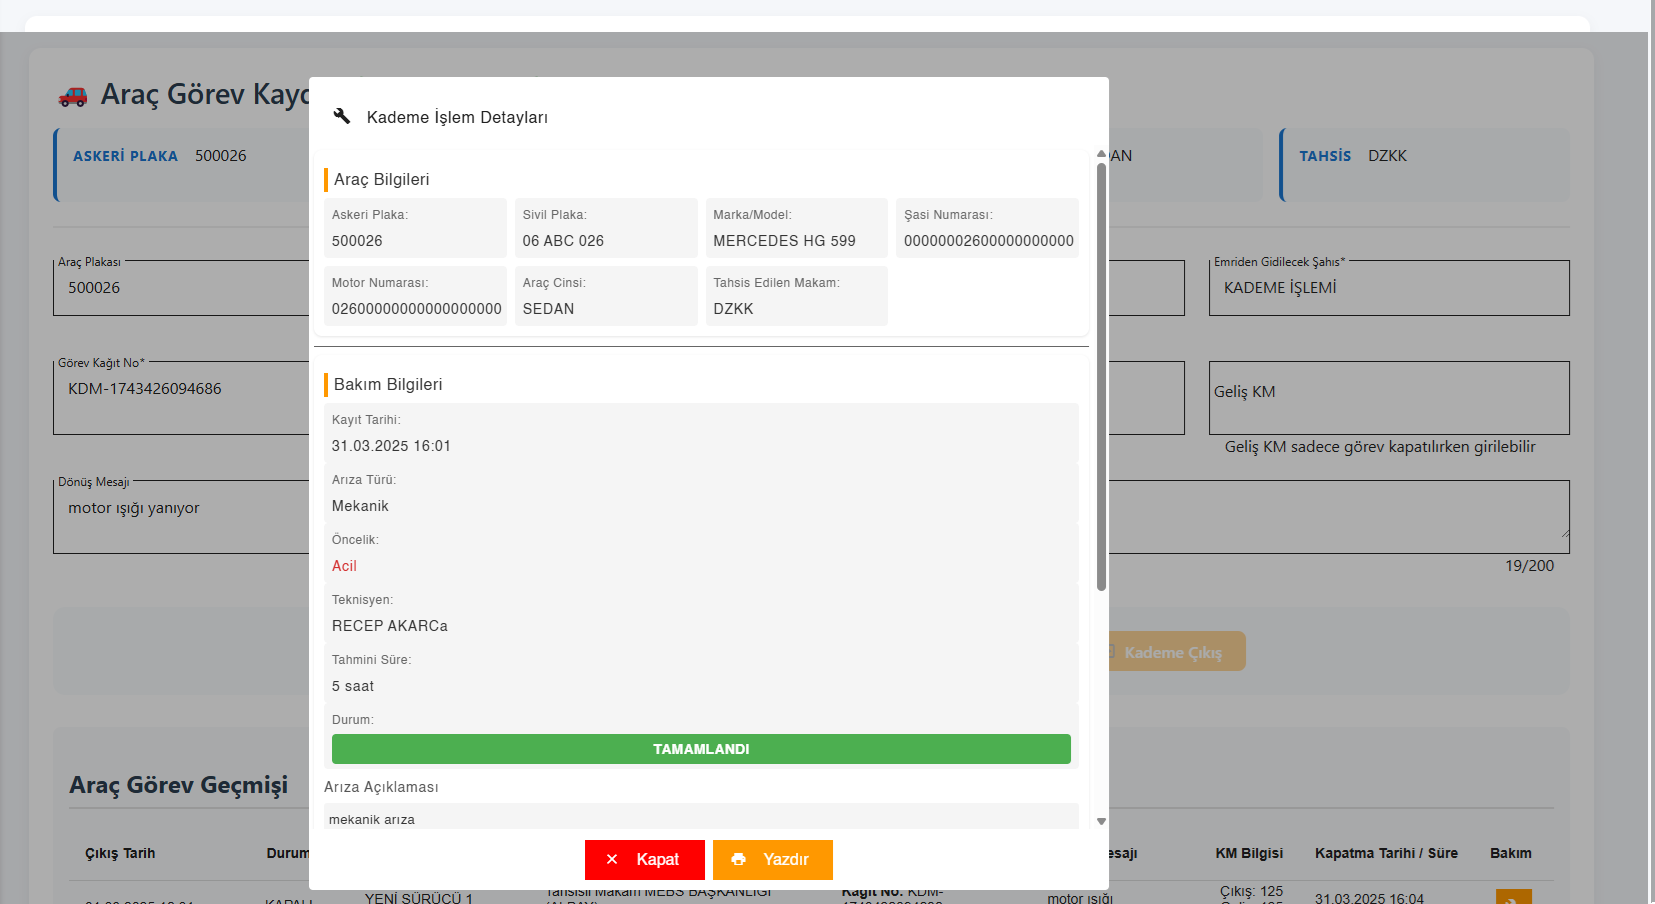 Araç Görev Kayd
ASKERİ PLAKA 500026
DAN
TAHSİS DZKK
Araç Plakası
500026
Emriden Gidilecek Şahıs*
KADEME İŞLEMİ
Görev Kağıt No*
KDM-1743426094686
Geliş KM
Geliş KM sadece görev kapatılırken girilebilir
Dönüş Mesajı
motor ışığı yanıyor
19/200
Kademe Çıkış
Kademe İşlem Detayları
Araç Bilgileri
Askeri Plaka:
500026
Sivil Plaka:
06 ABC 026
Marka/Model:
MERCEDES HG 599
Şasi Numarası:
00000002600000000000
Motor Numarası:
02600000000000000000
Araç Cinsi:
SEDAN
Tahsis Edilen Makam:
DZKK
Bakım Bilgileri
Kayıt Tarihi:
31.03.2025 16:01
Arıza Türü:
Mekanik
Öncelik:
Acil
Teknisyen:
RECEP AKARCa
Tahmini Süre:
5 saat
Durum:
TAMAMLANDI
Arıza Açıklaması
mekanik arıza
Kapat
Yazdır
Araç Görev Geçmişi
Çıkış Tarih
Durum
esajı
KM Bilgisi
Kapatma Tarihi / Süre
Bakım
YENİ SÜRÜCÜ 1
Tahsisli Makam MEBS BAŞKANLIĞI
Kağıt No: KDM-
motor ışığı
Çıkış: 125
31.03.2025 16:04